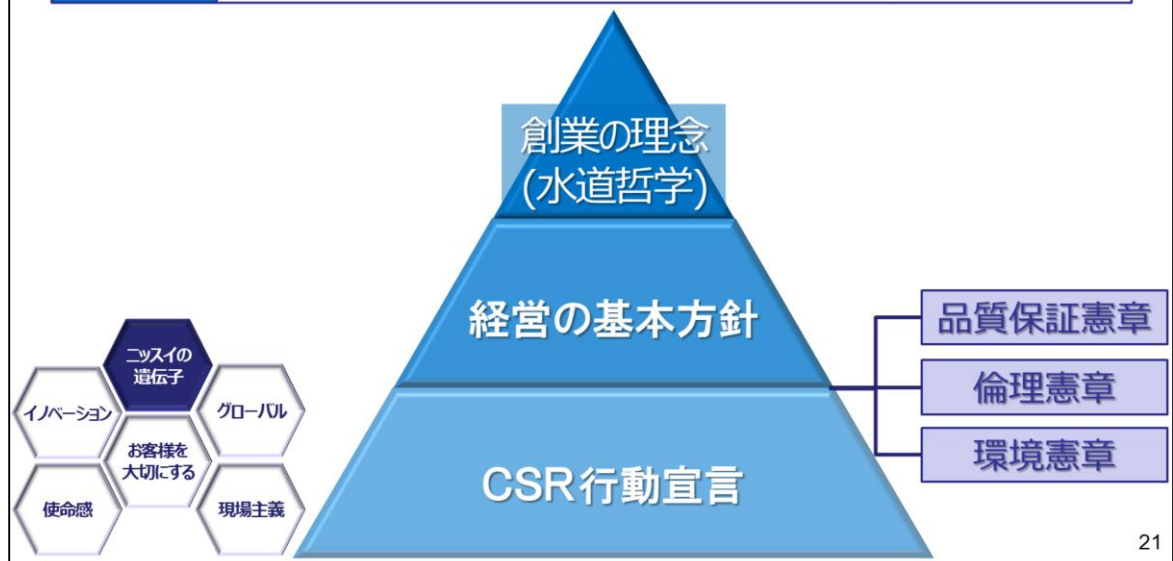 創業の理念
(水道哲学)
経営の基本方針
CSR行動宣言
品質保証憲章
倫理憲章
環境憲章
ニッスイの
遺伝子
イノベーション
グローバル
お客様を
大切にする
使命感
現場主義
21